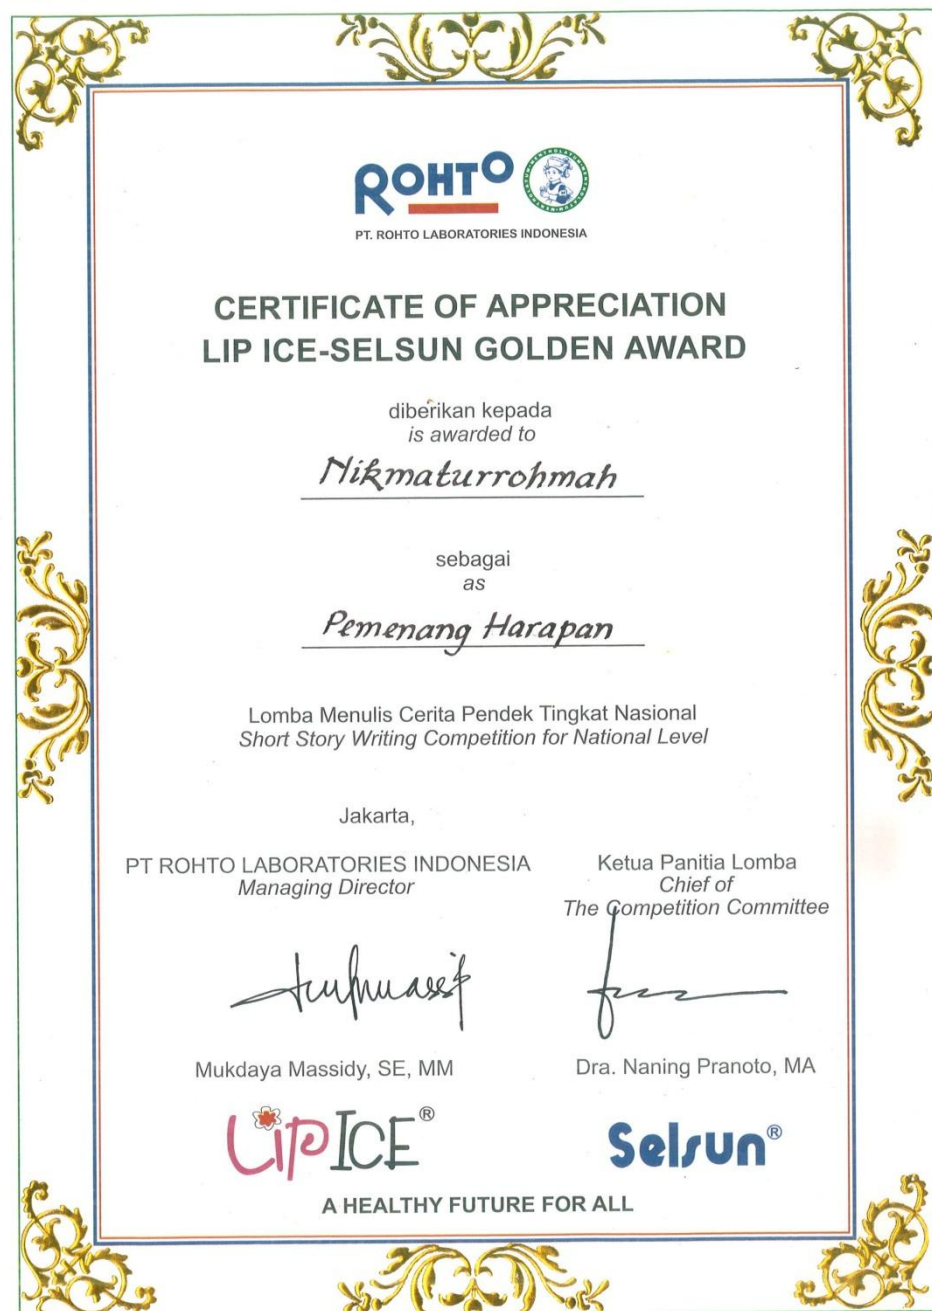 ROHTO
PT. ROHTO LABORATORIES INDONESIA
CERTIFICATE OF APPRECIATION
LIP ICE-SELSUN GOLDEN AWARD
diberikan kepada
is awarded to
Nikmaturrohmah
sebagai
as
Pemenang Harapan
Lomba Menulis Cerita Pendek Tingkat Nasional
Short Story Writing Competition for National Level
Jakarta,
PT ROHTO LABORATORIES INDONESIA
Managing Director
Ketua Panitia Lomba
Chief of
The Competition Committee
Mukdaya Massidy, SE, MM
Dra. Naning Pranoto, MA
LipICE®
Selsun®
A HEALTHY FUTURE FOR ALL